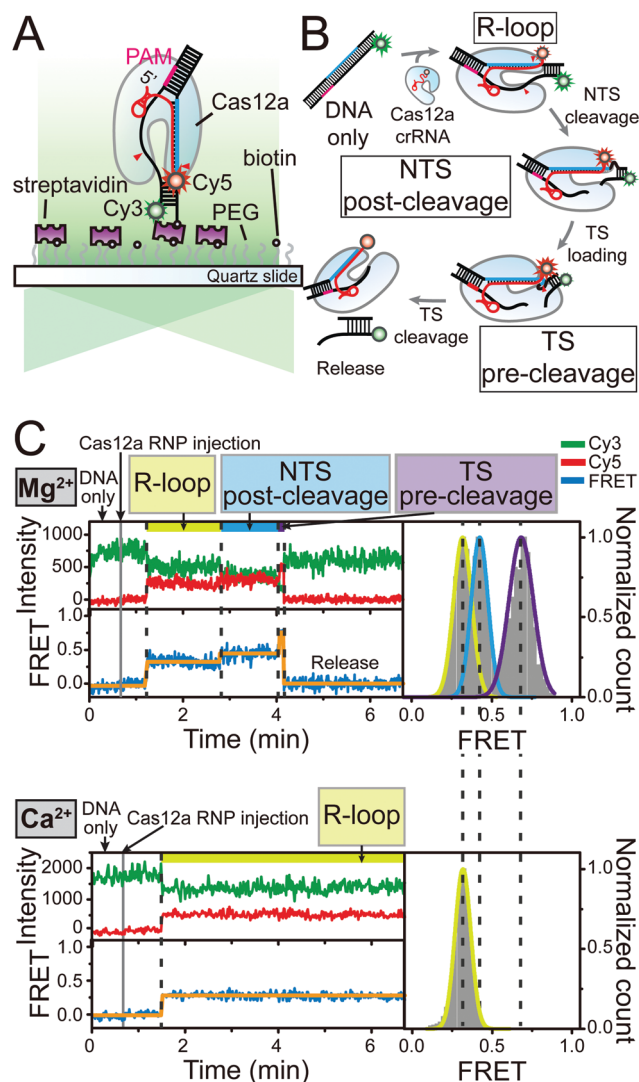 A
PAM
5'
Cas12a
streptavidin
Cy5
biotin
Cy3
PEG
Quartz slide
B
R-loop
DNA
only
Cas12a
crRNA
NTS
cleavage
NTS
post-cleavage
TS
loading
TS
cleavage
Release
TS
pre-cleavage
C
Cas12a RNP injection
DNA
only
Mg2+
R-loop
NTS
post-cleavage
TS
pre-cleavage
Cy3
Cy5
FRET
Intensity
1000
500
0
FRET
1.0
0.5
0.0
Release
0
2
4
6
Time (min)
0.0
0.5
1.0
FRET
1.0
0.5
0.0
Normalized count
Ca2+
DNA
only
Cas12a RNP injection
R-loop
Intensity
2000
1000
0
FRET
1.0
0.5
0.0
0
2
4
6
Time (min)
0.0
0.5
1.0
FRET
1.0
0.5
0.0
Normalized count